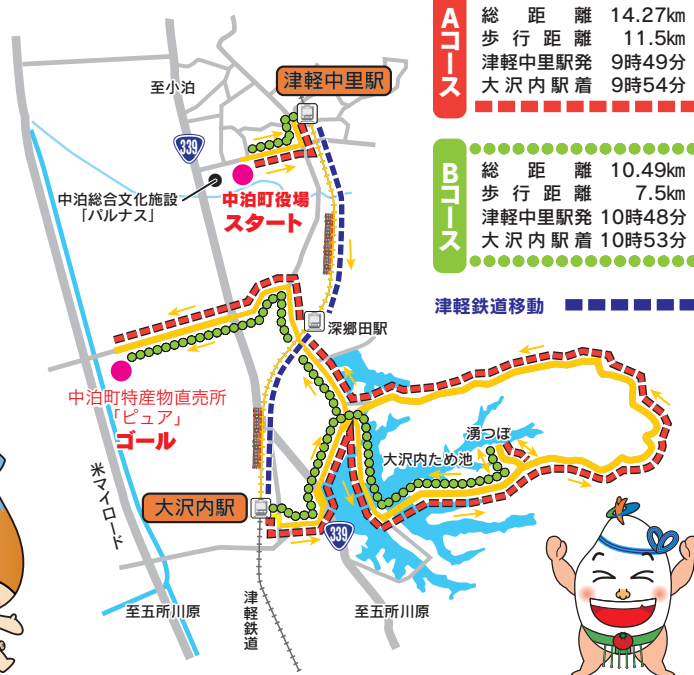 Aコース
総距離 14.27km
歩行距離 11.5km
津軽中里駅発 9時49分
大沢内駅着 9時54分
Bコース
総距離 10.49km
歩行距離 7.5km
津軽中里駅発 10時48分
大沢内駅着 10時53分
津軽鉄道移動
至小泊
津軽中里駅
339
中泊総合文化施設
「パルナス」
中泊町役場
スタート
深郷田駅
中泊町特産物直売所
「ピュア」
ゴール
湧つぼ
大沢内ため池
米マイロード
大沢内駅
339
至五所川原
津軽鉄道
至五所川原